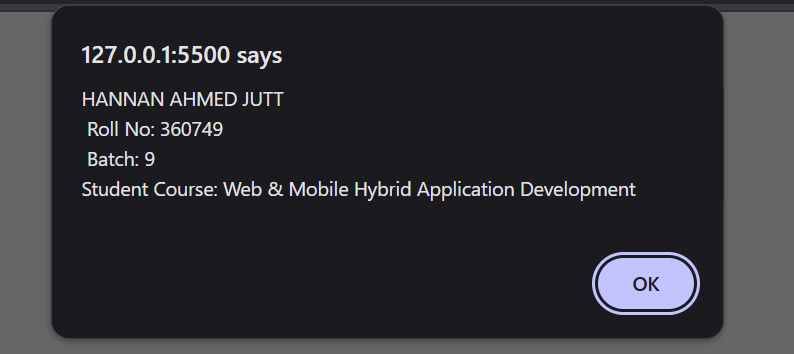 127.0.0.1:5500 says
HANNAN AHMED JUTT
Roll No: 360749
Batch: 9
Student Course: Web & Mobile Hybrid Application Development
OK